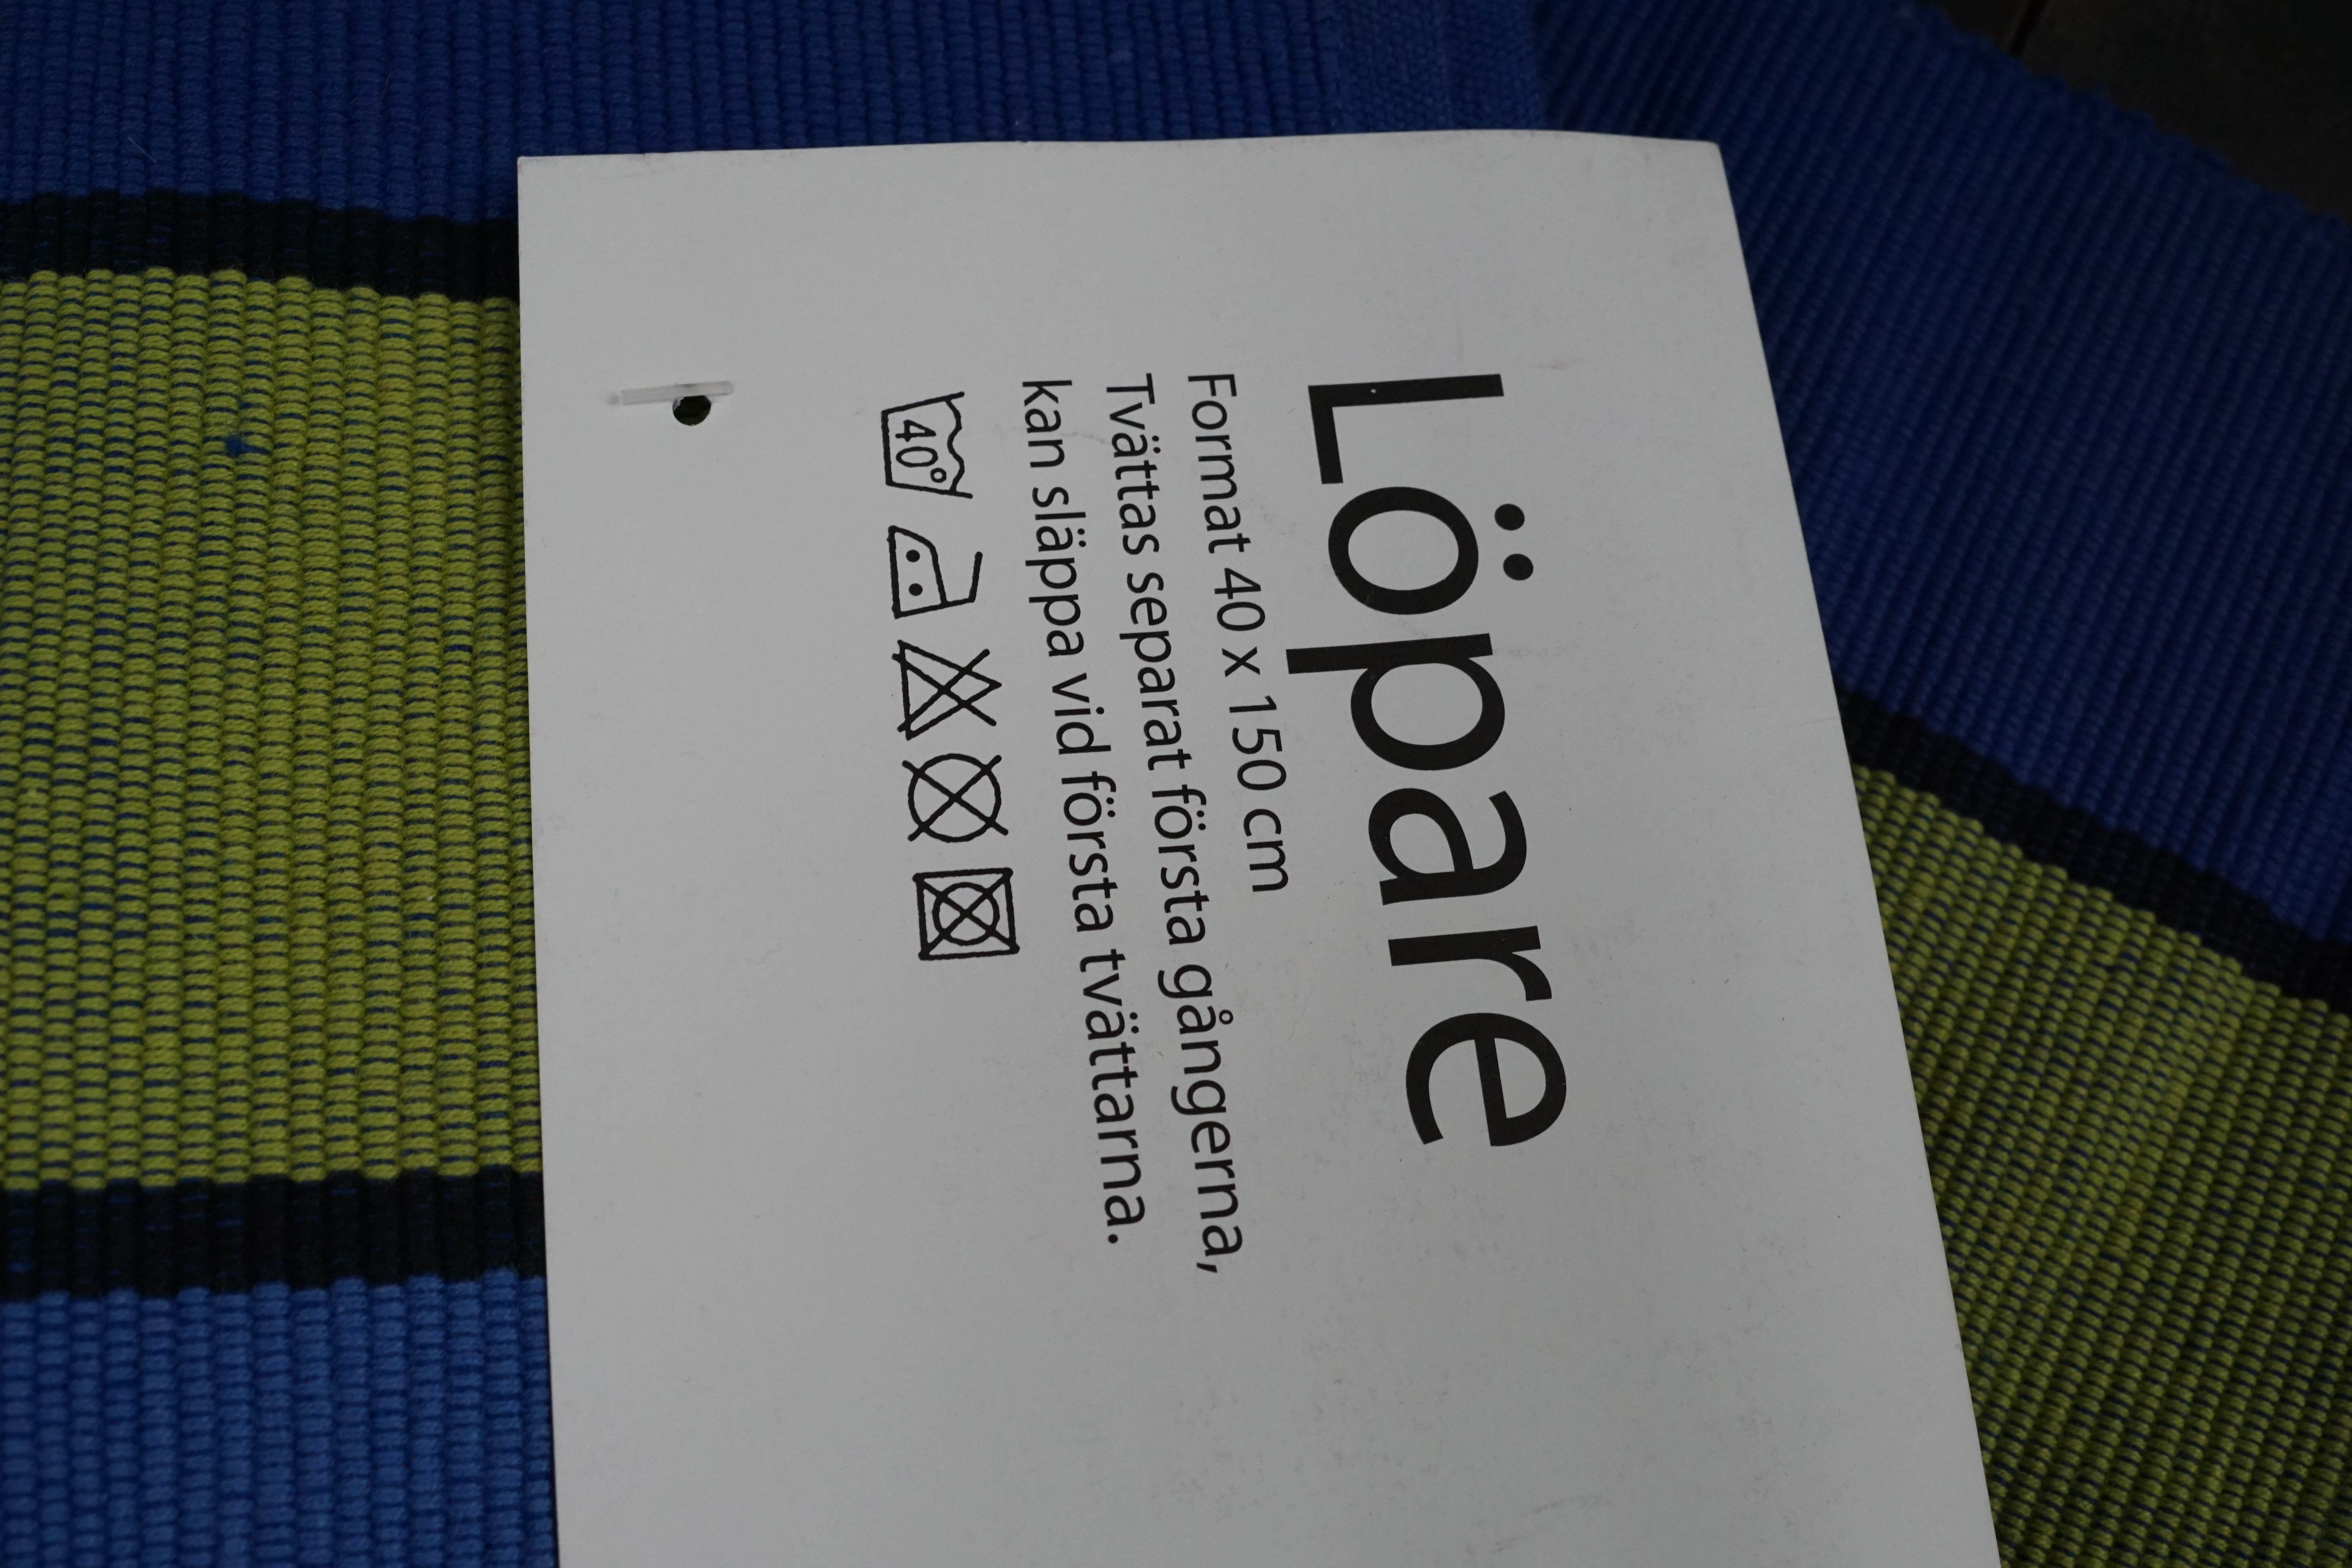 Löpare
Format 40 x 150 cm
Tvättas separat första gångerna,
kan släppa vid första tvättarna.
40°